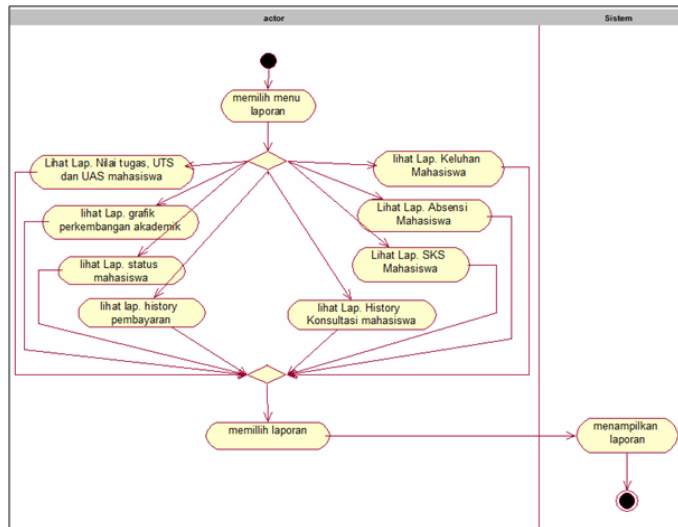 actor
Sistem
memilih menu
laporan
Lihat Lap. Nilai tugas, UTS
dan UAS mahasiswa
lihat Lap. Keluhan
Mahasiswa
lihat Lap. grafik
perkembangan akademik
Lihat Lap. Absensi
Mahasiswa
lihat Lap. status
mahasiswa
Lihat Lap. SKS
Mahasiswa
lihat lap. history
pembayaran
lihat Lap. History
Konsultasi mahasiswa
memillih laporan
menampilkan
laporan